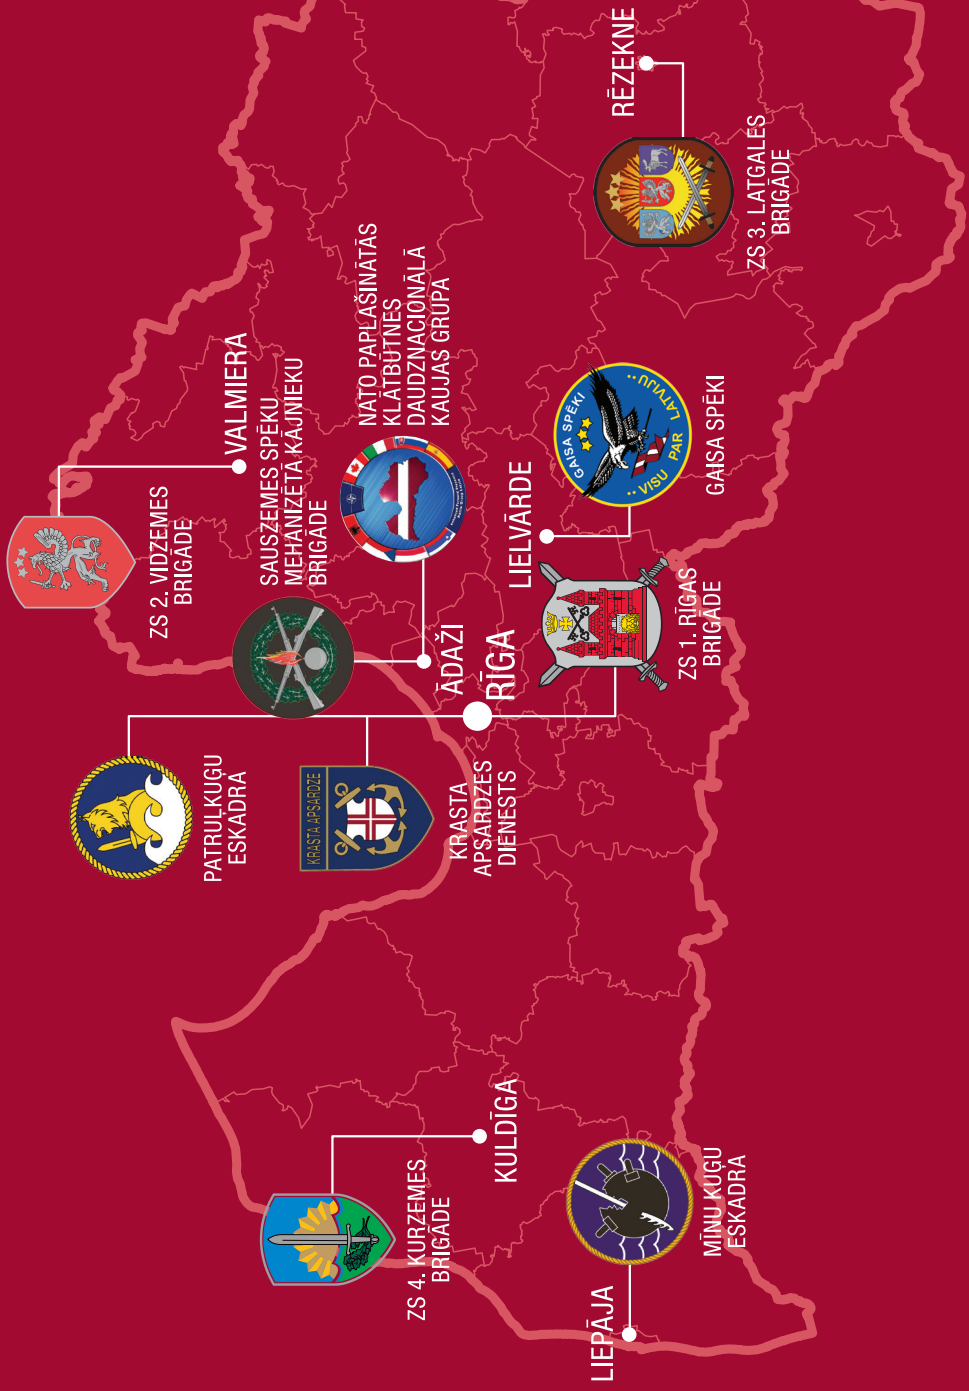 ZS 2. VIDZEMES
BRIGĀDE
VALMIERA
PATRUĻKUĢU
ESKADRA
SAUSZEMES SPĒKU
MEHANIZĒTĀ KĀJNIEKU
BRIGĀDE
NATO PAPLAŠINĀTĀS
KLĀTBŪTNES
DAUDZNACIONĀLĀ
KAUJAS GRUPA
KRASTA APSARDZE
KRASTA
APSARDZES
DIENESTS
ĀDAŽI
RĪGA
ZS 4. KURZEMES
BRIGĀDE
KULDĪGA
LIELVĀRDE
GAISA SPĒKI
VISU PAR LATVIJU
GAISA SPĒKI
RĒZEKNE
ZS 3. LATGALES
BRIGĀDE
ZS 1. RĪGAS
BRIGĀDE
LIEPĀJA
MĪNU KUĢU
ESKADRA